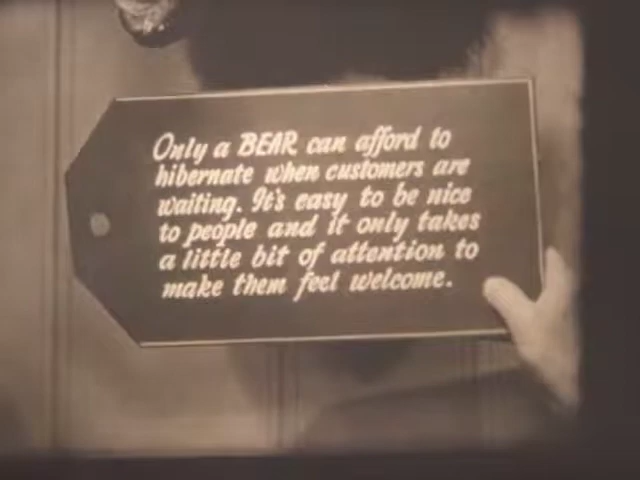 Only a BEAR can afford to
hibernate when customers are
waiting. It's easy to be nice
to people and it only takes
a little bit of attention to
make them feel welcome.